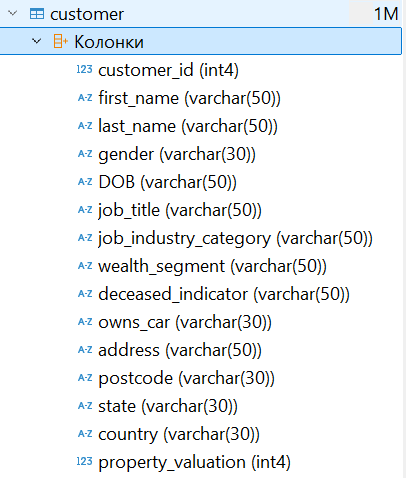 customer 1M
Колонки
123 customer_id (int4)
A-Z first_name (varchar(50))
A-Z last_name (varchar(50))
A-Z gender (varchar(30))
A-Z DOB (varchar(50))
A-Z job_title (varchar(50))
A-Z job_industry_category (varchar(50))
A-Z wealth_segment (varchar(50))
A-Z deceased_indicator (varchar(50))
A-Z owns_car (varchar(30))
A-Z address (varchar(50))
A-Z postcode (varchar(30))
A-Z state (varchar(30))
A-Z country (varchar(30))
123 property_valuation (int4)